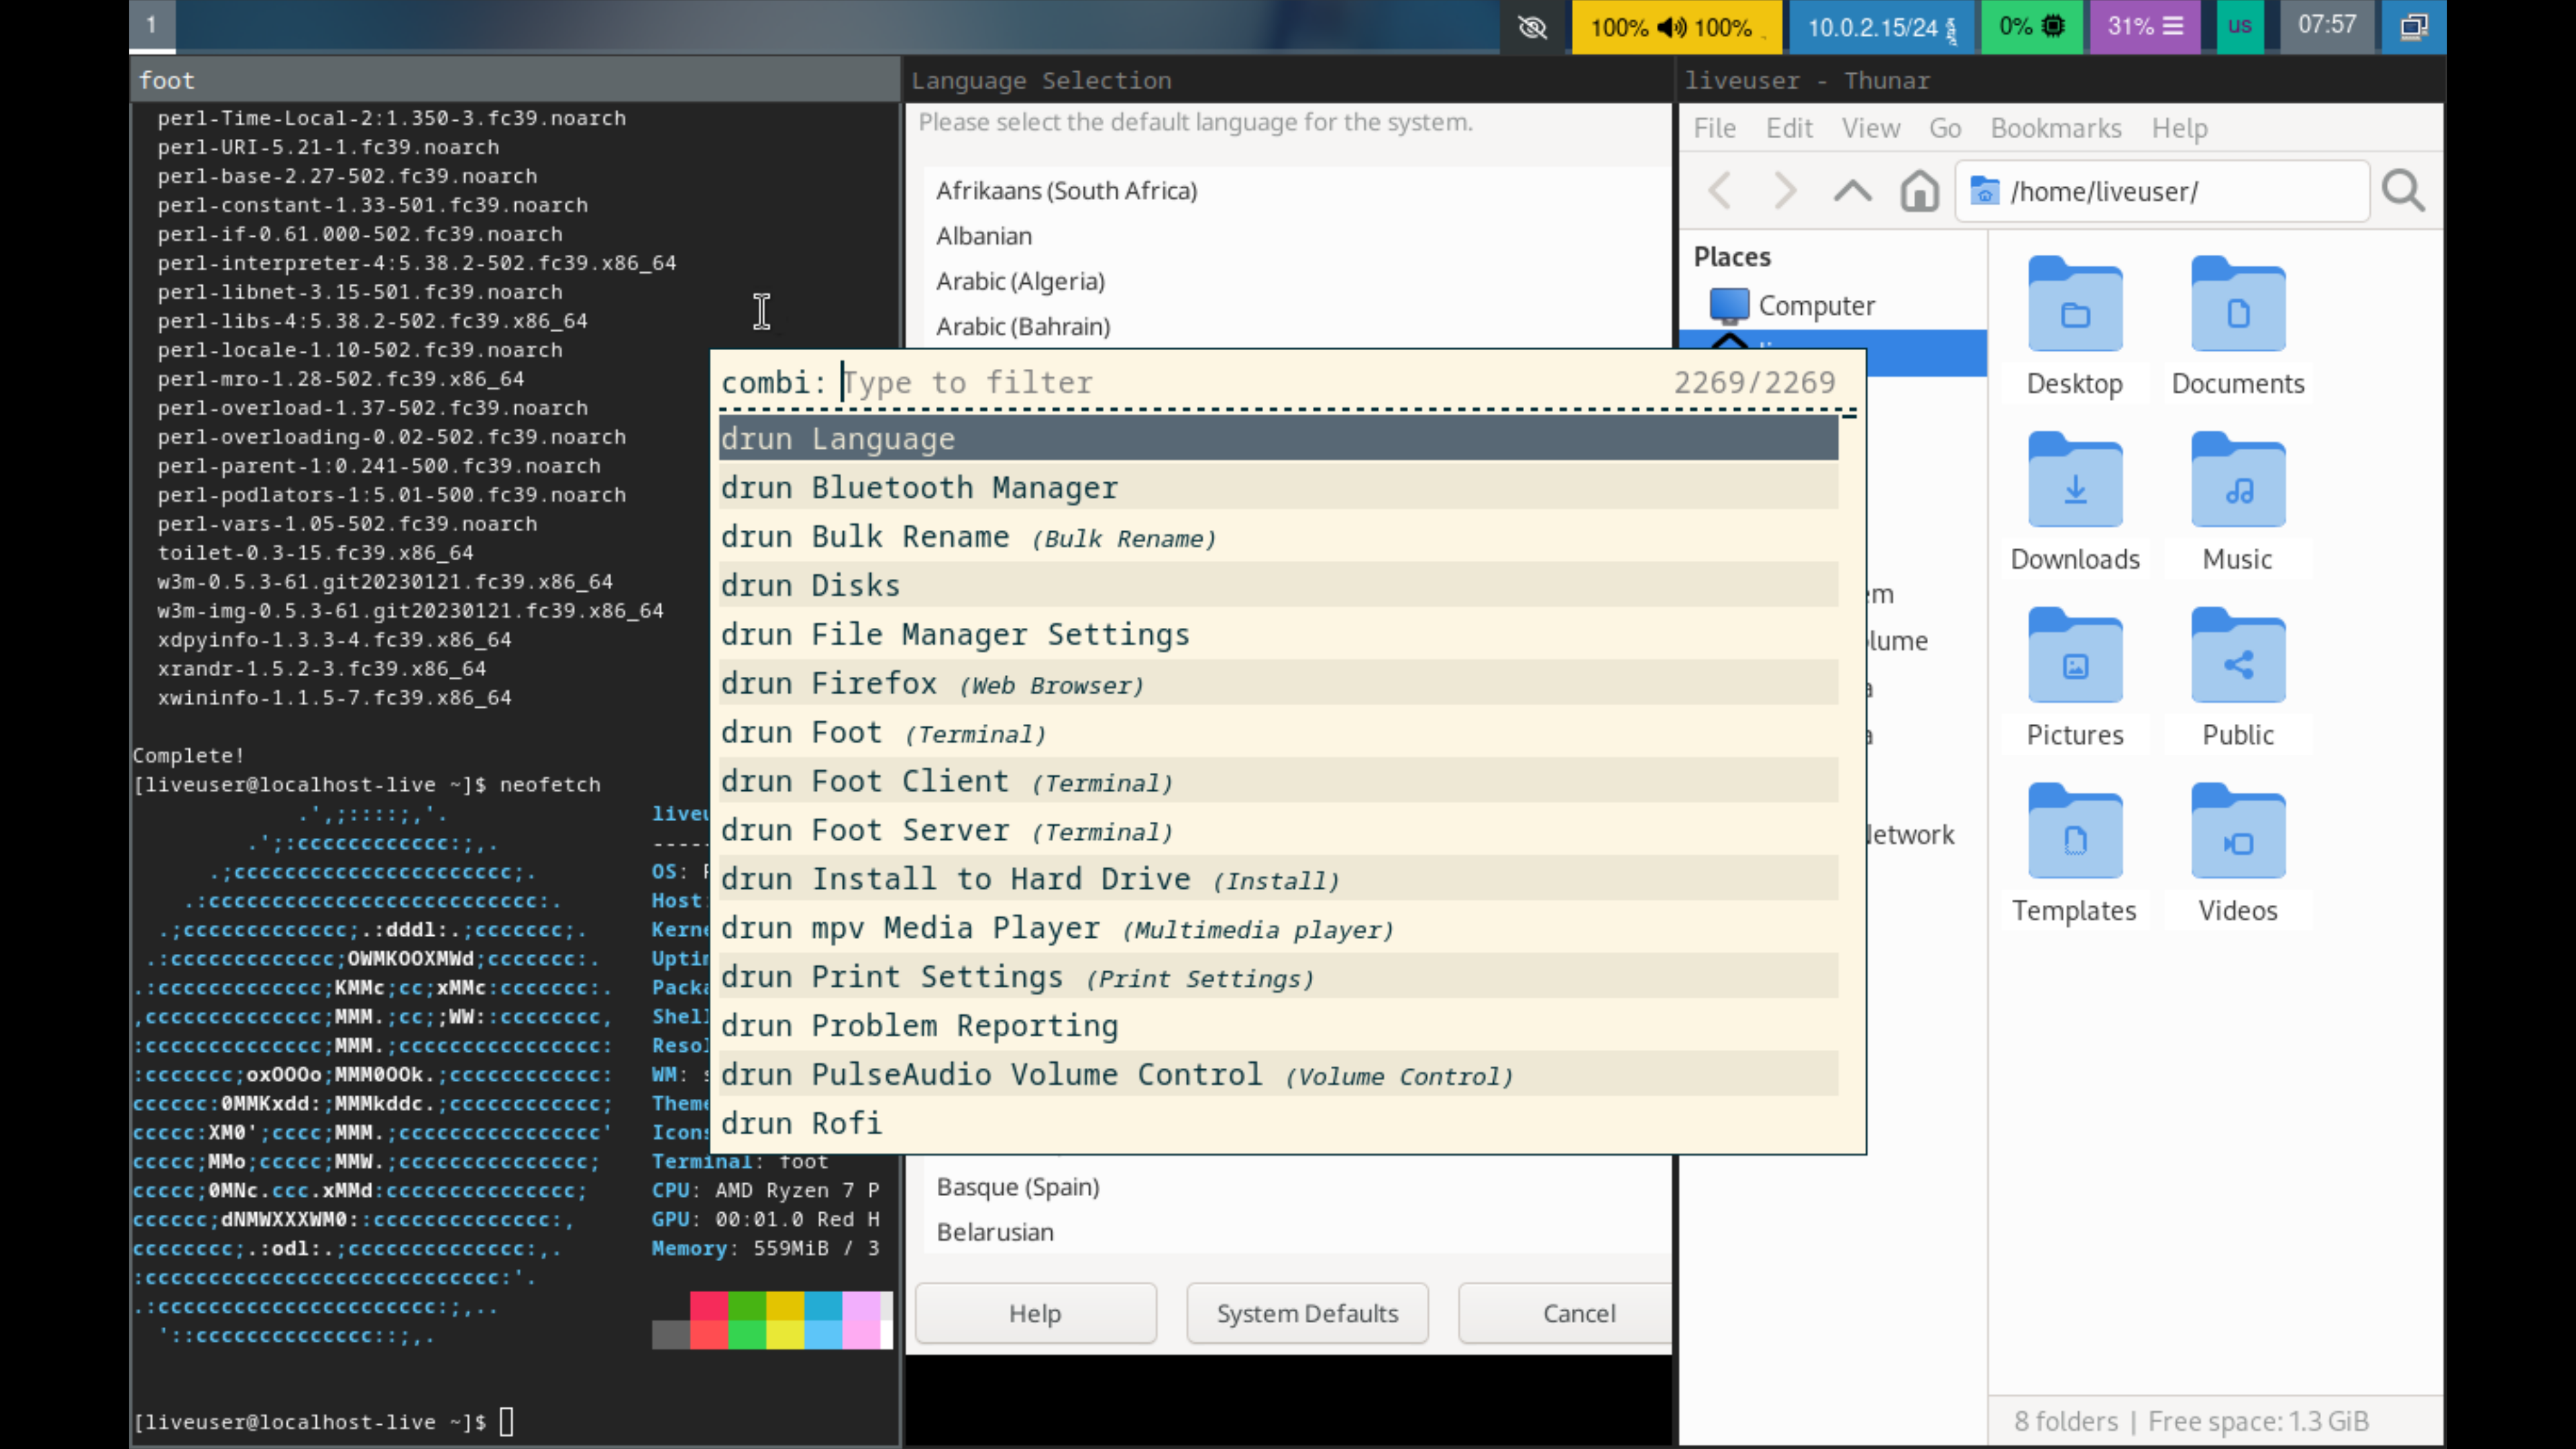 1
100% 100%
10.0.2.15/24
0%
31%
us
07:57
foot
perl-Time-Local-2:1.350-3.fc39.noarch
perl-URI-5.21-1.fc39.noarch
perl-base-2.27-502.fc39.noarch
perl-constant-1.33-501.fc39.noarch
perl-if-0.61.000-502.fc39.noarch
perl-interpreter-4:5.38.2-502.fc39.x86_64
perl-libnet-3.15-501.fc39.noarch
perl-libs-4:5.38.2-502.fc39.x86_64
perl-locale-1.10-502.fc39.noarch
perl-mro-1.28-502.fc39.x86_64
perl-overload-1.37-502.fc39.noarch
perl-overloading-0.02-502.fc39.noarch
perl-parent-1:0.241-500.fc39.noarch
perl-podlators-1:5.01-500.fc39.noarch
perl-vars-1.05-502.fc39.noarch
toilet-0.3-15.fc39.x86_64
w3m-0.5.3-61.git20230121.fc39.x86_64
w3m-img-0.5.3-61.git20230121.fc39.x86_64
xdpyinfo-1.3.3-4.fc39.x86_64
xrandr-1.5.2-3.fc39.x86_64
xwininfo-1.1.5-7.fc39.x86_64
Complete!
[liveuser@localhost-live ~]$ neofetch
OS:
Host
WM:
Terminal: foot
CPU: AMD Ryzen 7 P
GPU: 00:01.0 Red H
Memory: 559MiB / 3
[liveuser@localhost-live ~]$
Language Selection
Please select the default language for the system.
Afrikaans (South Africa)
Albanian
Arabic (Algeria)
Arabic (Bahrain)
Basque (Spain)
Belarusian
Help
System Defaults
Cancel
combi: Type to filter 2269/2269
drun Language
drun Bluetooth Manager
drun Bulk Rename (Bulk Rename)
drun Disks
drun File Manager Settings
drun Firefox (Web Browser)
drun Foot (Terminal)
drun Foot Client (Terminal)
drun Foot Server (Terminal)
drun Install to Hard Drive (Install)
drun mpv Media Player (Multimedia player)
drun Print Settings (Print Settings)
drun Problem Reporting
drun PulseAudio Volume Control (Volume Control)
drun Rofi
liveuser - Thunar
File Edit View Go Bookmarks Help
/home/liveuser/
Places
Computer
Desktop
Documents
Downloads
Music
Pictures
Public
Templates
Videos
8 folders | Free space: 1.3 GiB